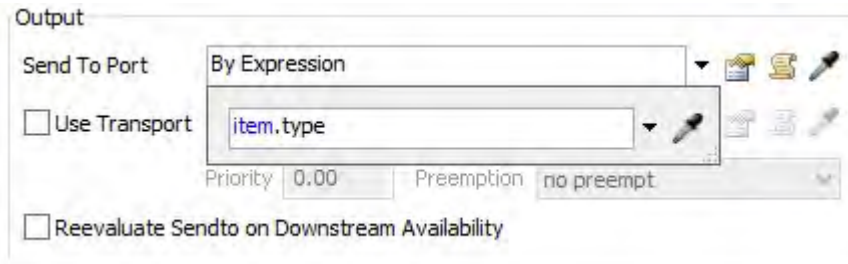 Output
Send To Port By Expression
Use Transport item.type
Priority 0.00 Preemption no preempt
Reevaluate Sendto on Downstream Availability